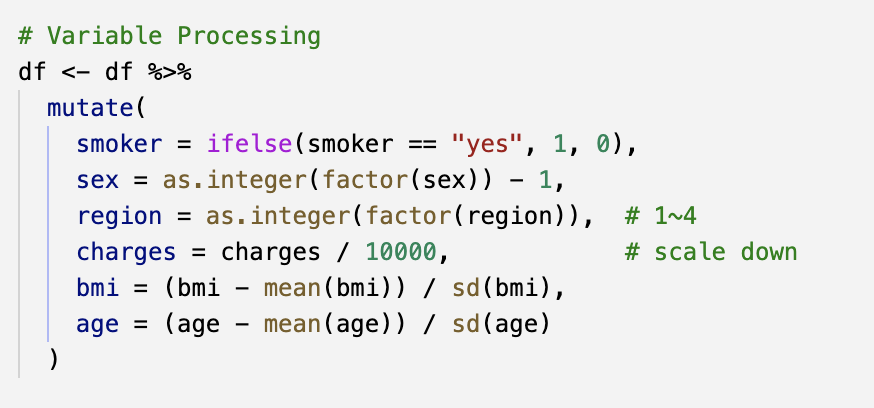 # Variable Processing
df <- df %>%
mutate(
smoker = ifelse(smoker == "yes", 1, 0),
sex = as.integer(factor(sex)) - 1,
region = as.integer(factor(region)),  # 1~4
charges = charges / 10000,            # scale down
bmi = (bmi - mean(bmi)) / sd(bmi),
age = (age - mean(age)) / sd(age)
)